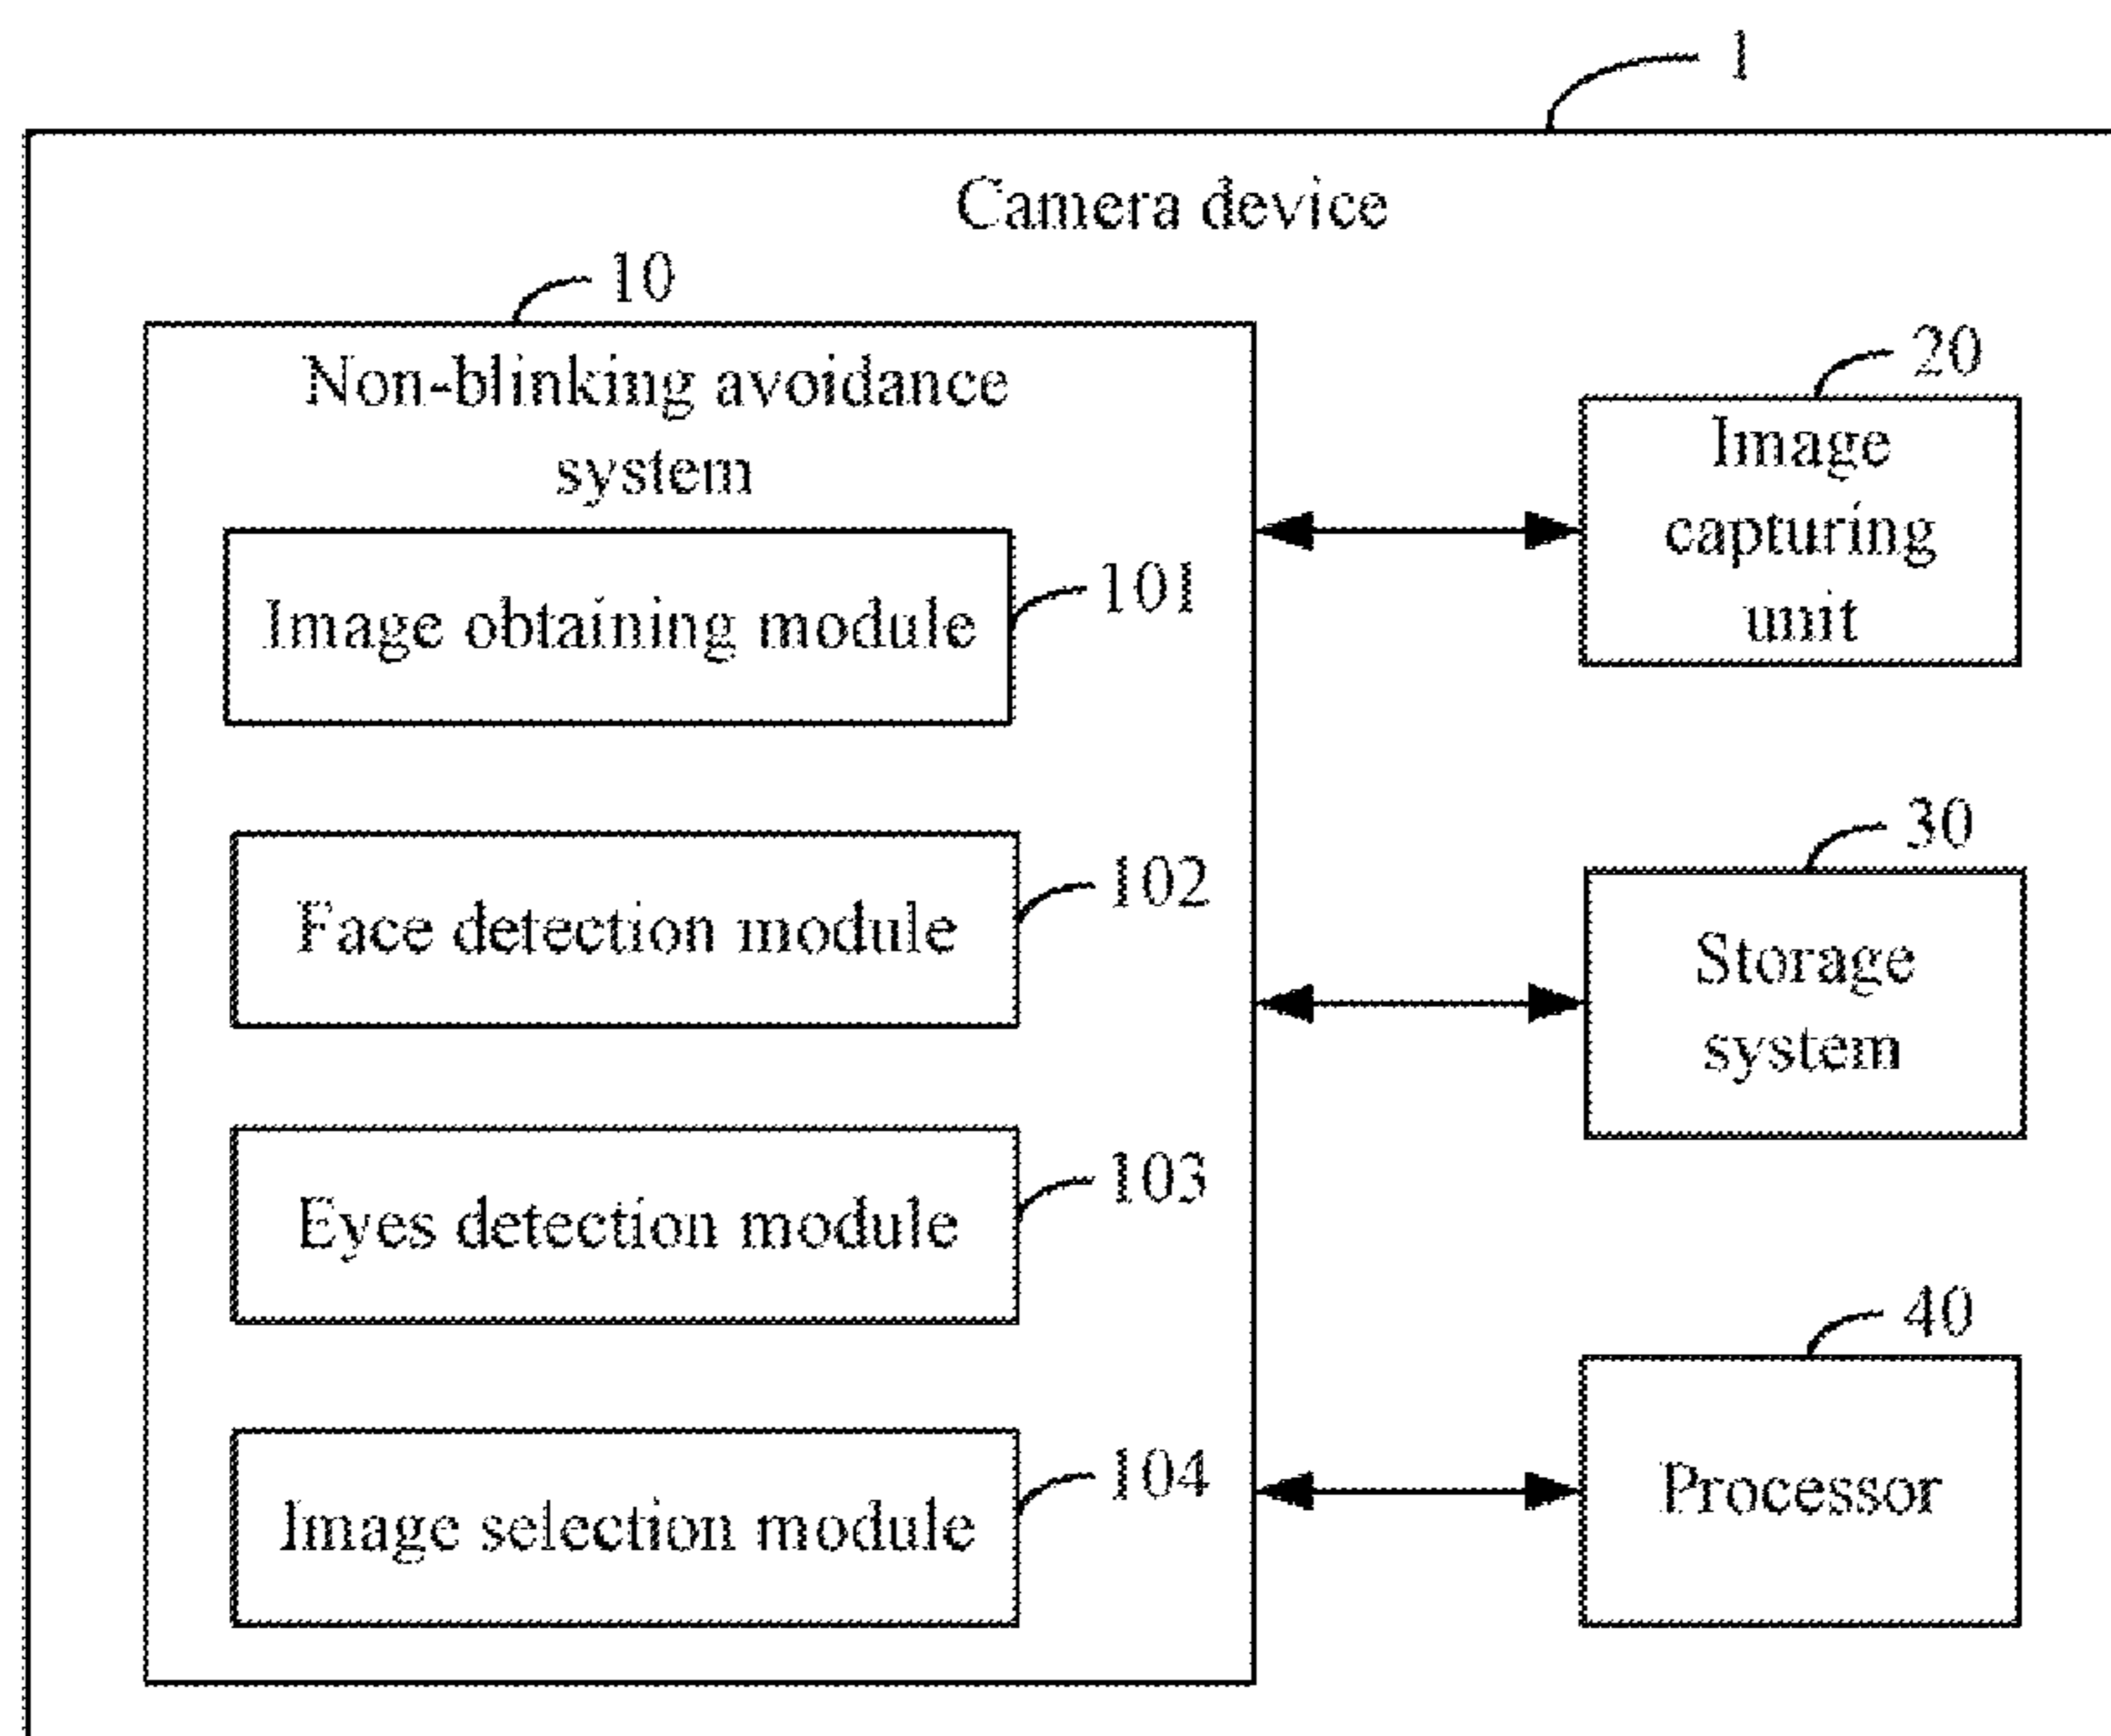 1
Camera device
10
Non-blinking avoidance
system
Image obtaining module
101
Face detection module
102
Eyes detection module
103
Image selection module
104
20
Image
capturing
unit
30
Storage
system
40
Processor